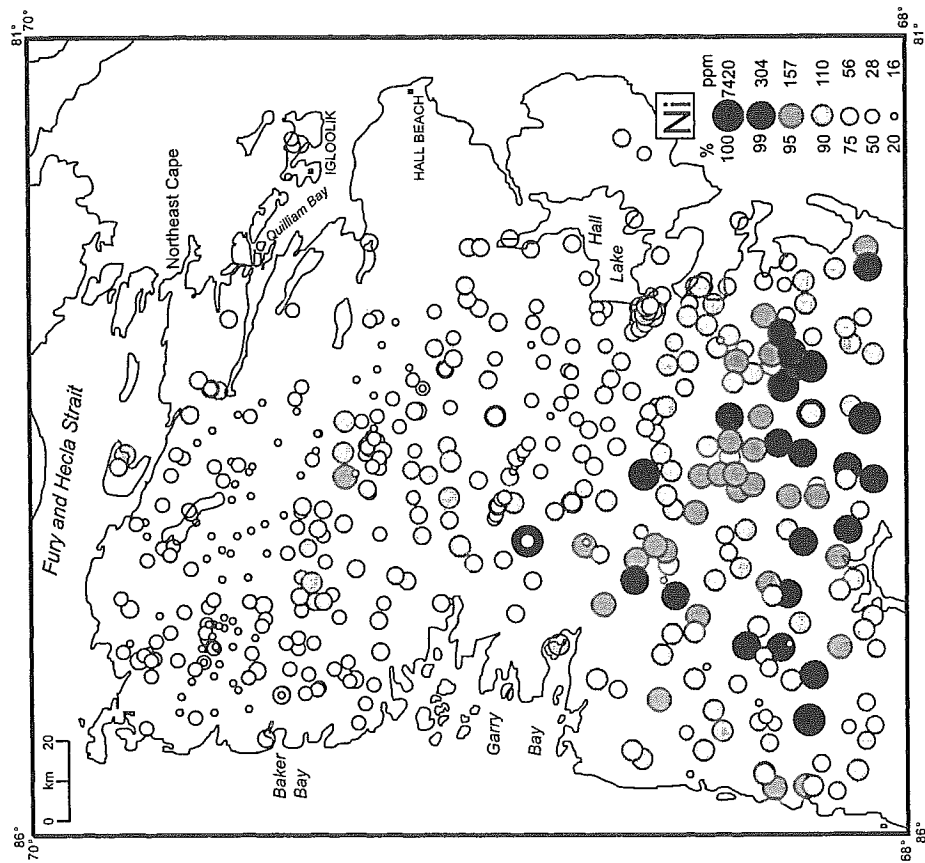 86°
81°
70°
70°
Fury and Hecla Strait
Northeast Cape
Quilliam Bay
IGLOOLIK
HALL BEACH
Baker
Bay
Garry
Bay
Hall
Lake
0 km 20
Ni
% ppm
100 7420
99 304
95 157
90 110
75 56
50 28
20 16
68°
68°
86°
81°